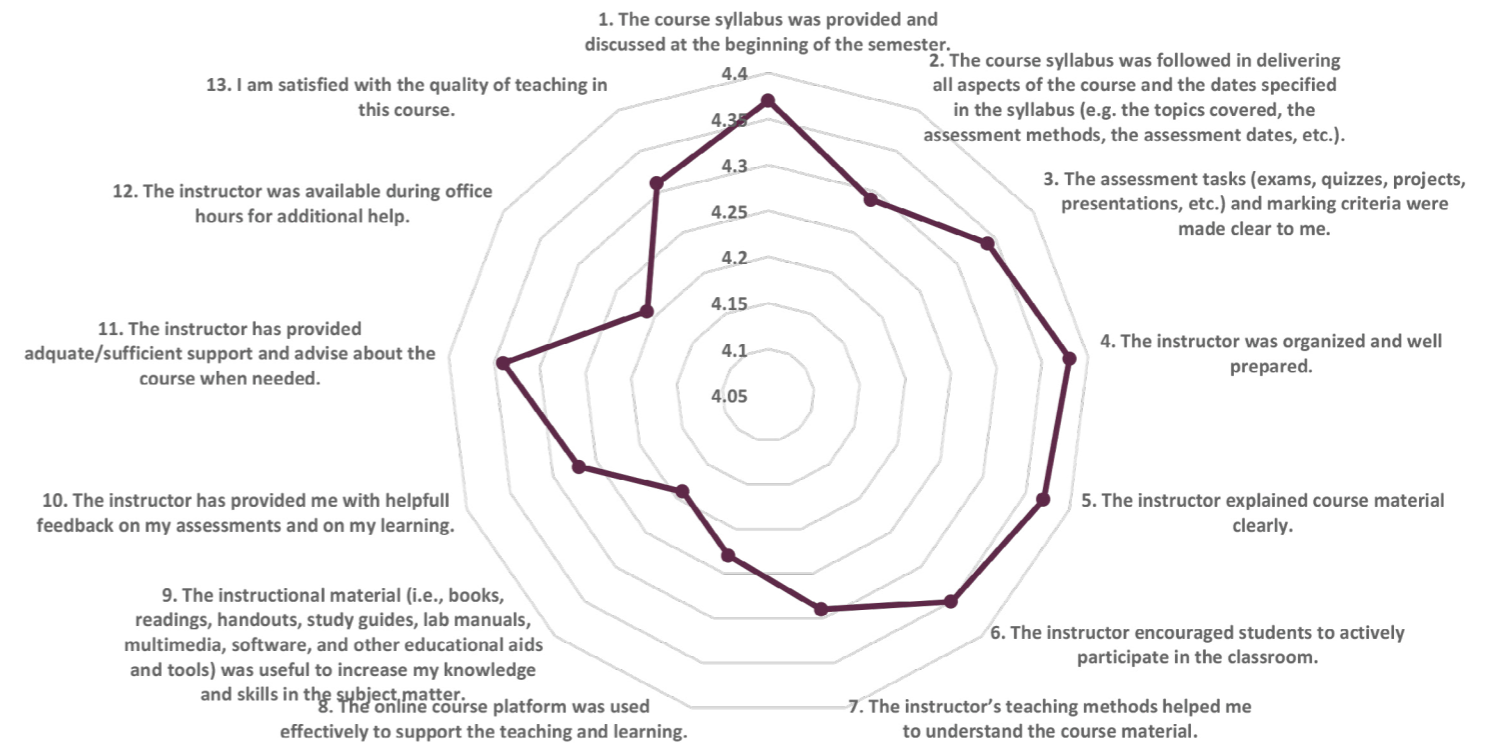 1. The course syllabus was provided and
discussed at the beginning of the semester.
2. The course syllabus was followed in delivering
all aspects of the course and the dates specified
in the syllabus (e.g. the topics covered, the
assessment methods, the assessment dates, etc.).
3. The assessment tasks (exams, quizzes, projects,
presentations, etc.) and marking criteria were
made clear to me.
4. The instructor was organized and well
prepared.
5. The instructor explained course material
clearly.
6. The instructor encouraged students to actively
participate in the classroom.
7. The instructor’s teaching methods helped me
to understand the course material.
8. The online course platform was used
effectively to support the teaching and learning.
9. The instructional material (i.e., books,
readings, handouts, study guides, lab manuals,
multimedia, software, and other educational aids
and tools) was useful to increase my knowledge
and skills in the subject matter.
10. The instructor has provided me with helpfull
feedback on my assessments and on my learning.
11. The instructor has provided
adquate/sufficient support and advise about the
course when needed.
12. The instructor was available during office
hours for additional help.
13. I am satisfied with the quality of teaching in
this course.
4.4
4.35
4.3
4.25
4.2
4.15
4.1
4.05